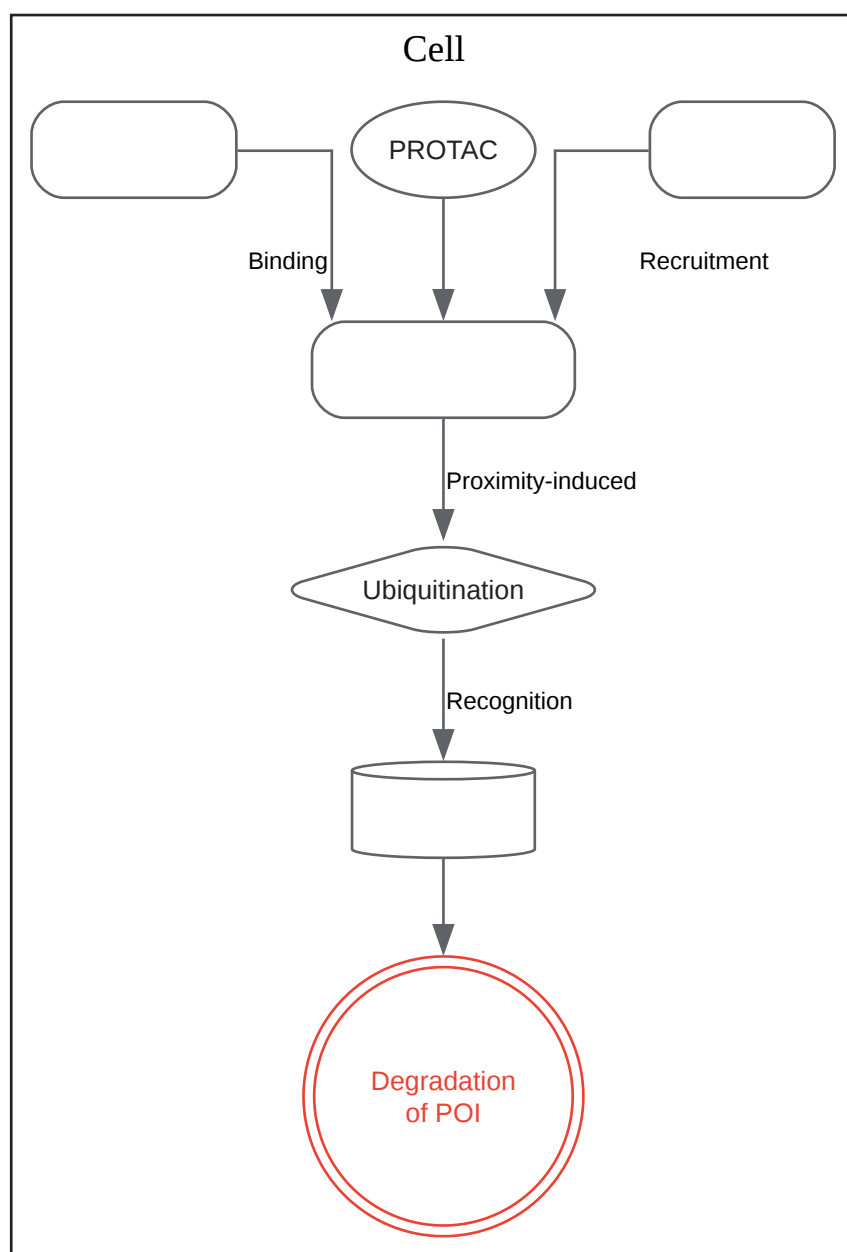 Cell
PROTAC
Binding
Recruitment
Proximity-induced
Ubiquitination
Recognition
Degradation
of POI